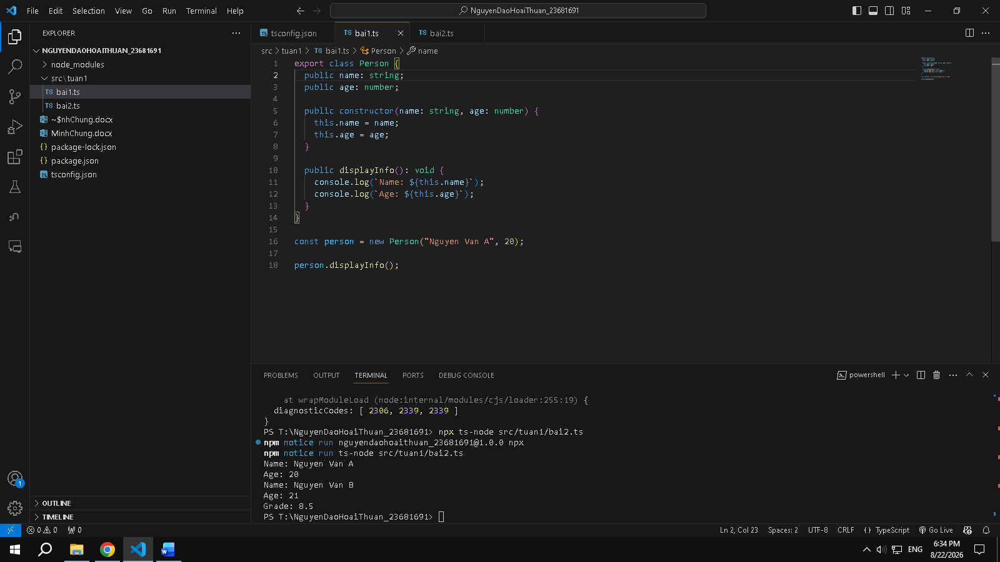 File Edit Selection View Go Run Terminal Help
NguyenDaoHoaiThuan_23681691
EXPLORER
NGUYENDAOHOAITHUAN_23681691
node_modules
src\tuan1
TS bai1.ts
TS bai2.ts
~$nhChung.docx
MinhChung.docx
{} package-lock.json
{} package.json
TS tsconfig.json
OUTLINE
TIMELINE
TS tsconfig.json
TS bai1.ts
TS bai2.ts
src > tuan1 > TS bai1.ts > Person > name
1 export class Person {
2 public name: string;
3 public age: number;
4
5 public constructor(name: string, age: number) {
6 this.name = name;
7 this.age = age;
8 }
9
10 public displayInfo(): void {
11 console.log(`Name: ${this.name}`);
12 console.log(`Age: ${this.age}`);
13 }
14 }
15
16 const person = new Person("Nguyen Van A", 20);
17
18 person.displayInfo();
PROBLEMS OUTPUT TERMINAL PORTS DEBUG CONSOLE
powershell
at wrapModuleLoad (node:internal/modules/cjs/loader:255:19) {
diagnosticCodes: [ 2306, 2339, 2339 ]
}
PS T:\NguyenDaoHoaiThuan_23681691> npx ts-node src/tuan1/bai2.ts
npm notice run nguyendaohoaithuan_23681691@1.0.0 npx
npm notice run ts-node src/tuan1/bai2.ts
Name: Nguyen Van A
Age: 20
Name: Nguyen Van B
Age: 21
Grade: 8.5
PS T:\NguyenDaoHoaiThuan_23681691>
1
0 0 0
Ln 2, Col 23 Spaces: 2 UTF-8 CRLF {} TypeScript Go Live
ENG
6:34 PM
8/22/2026